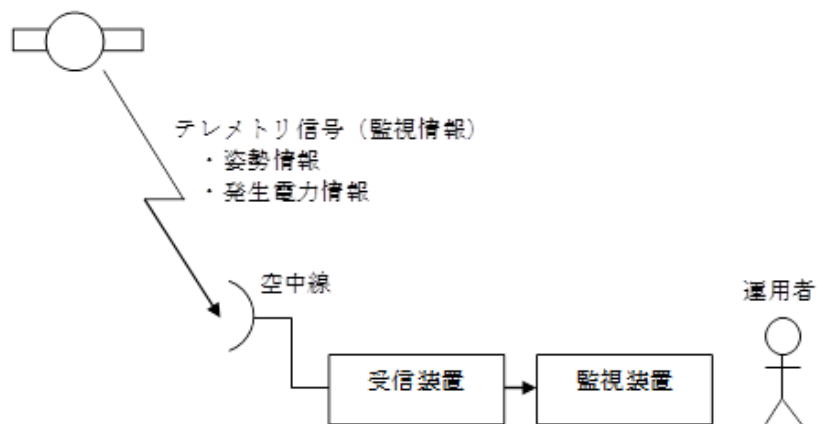 テレメトリ信号（監視情報）
・姿勢情報
・発生電力情報
空中線
運用者
受信装置
監視装置